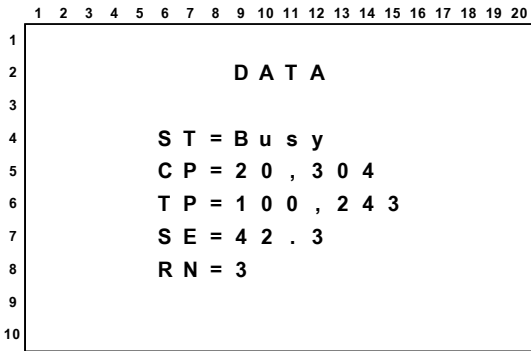 1 2 3 4 5 6 7 8 9 10 11 12 13 14 15 16 17 18 19 20
1
2 DATA
3
4 ST=Busy
5 CP=20,304
6 TP=100,243
7 SE=42.3
8 RN=3
9
10